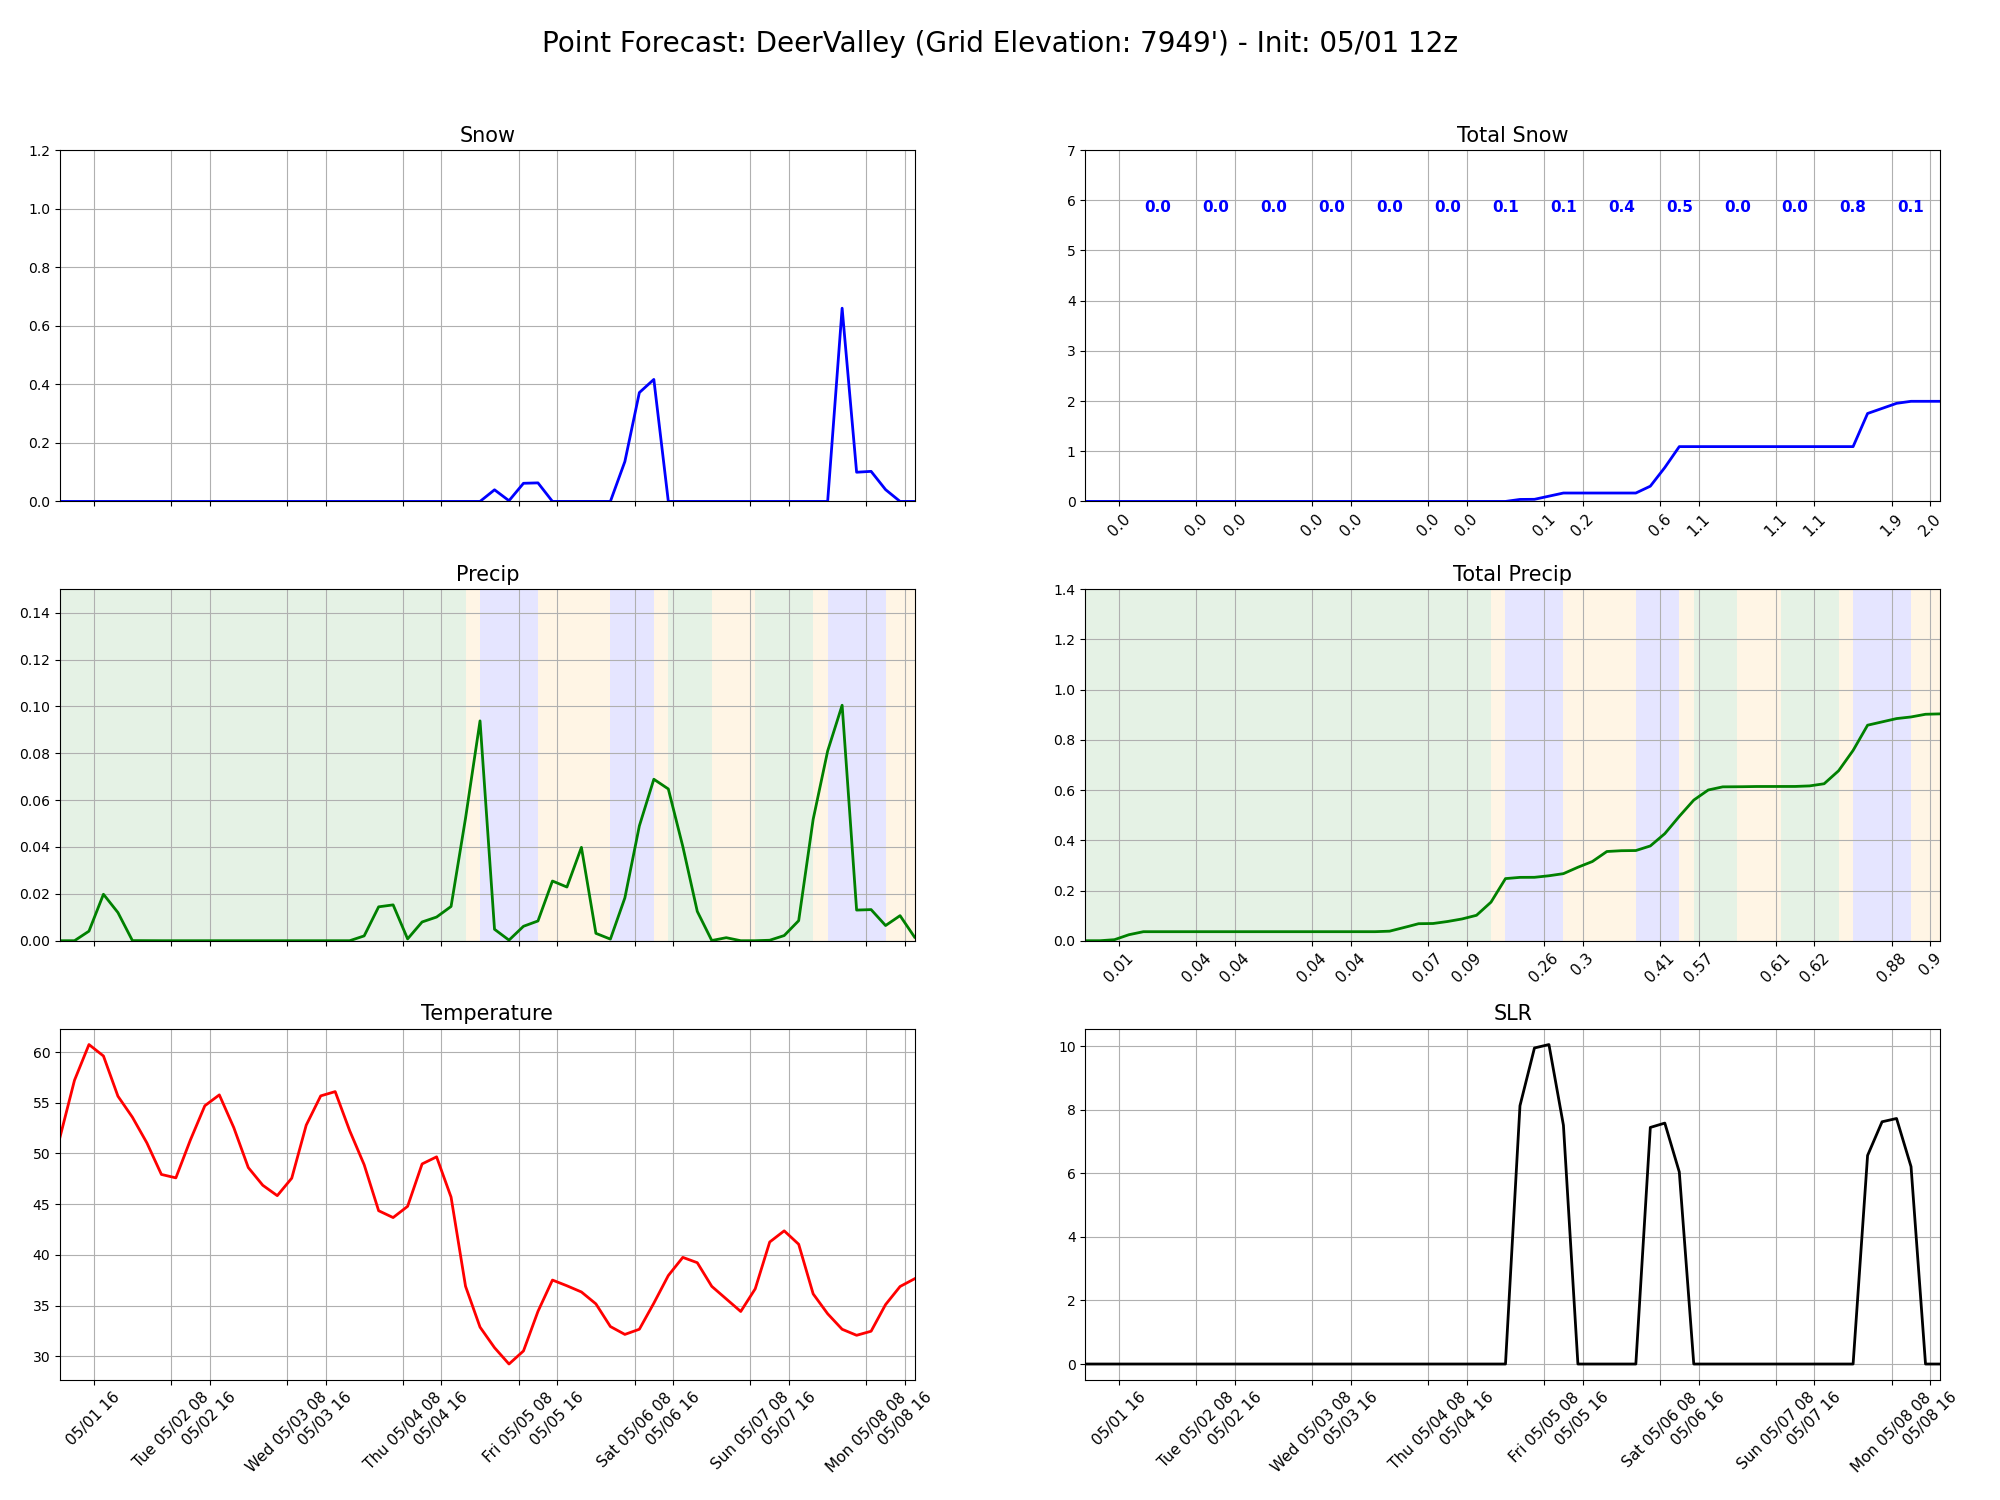 Point Forecast: DeerValley (Grid Elevation: 7949') - Init: 05/01 12z
Snow
1.2
1.0
0.8
0.6
0.4
0.2
0.0
Total Snow
7
6
5
4
3
2
1
0
0.0 0.0 0.0 0.0 0.0 0.0 0.1 0.1 0.4 0.5 0.0 0.0 0.8 0.1
0.0 0.0 0.0 0.0 0.0 0.0 0.0 0.1 0.2 0.6 1.1 1.1 1.1 1.9 2.0
Precip
0.14
0.12
0.10
0.08
0.06
0.04
0.02
0.00
Total Precip
1.4
1.2
1.0
0.8
0.6
0.4
0.2
0.0
0.01 0.04 0.04 0.04 0.04 0.07 0.09 0.26 0.3 0.41 0.57 0.61 0.62 0.88 0.9
Temperature
60
55
50
45
40
35
30
05/01 16
Tue 05/02 08
05/02 16
Wed 05/03 08
05/03 16
Thu 05/04 08
05/04 16
Fri 05/05 08
05/05 16
Sat 05/06 08
05/06 16
Sun 05/07 08
05/07 16
Mon 05/08 08
05/08 16
SLR
10
8
6
4
2
0
05/01 16
Tue 05/02 08
05/02 16
Wed 05/03 08
05/03 16
Thu 05/04 08
05/04 16
Fri 05/05 08
05/05 16
Sat 05/06 08
05/06 16
Sun 05/07 08
05/07 16
Mon 05/08 08
05/08 16